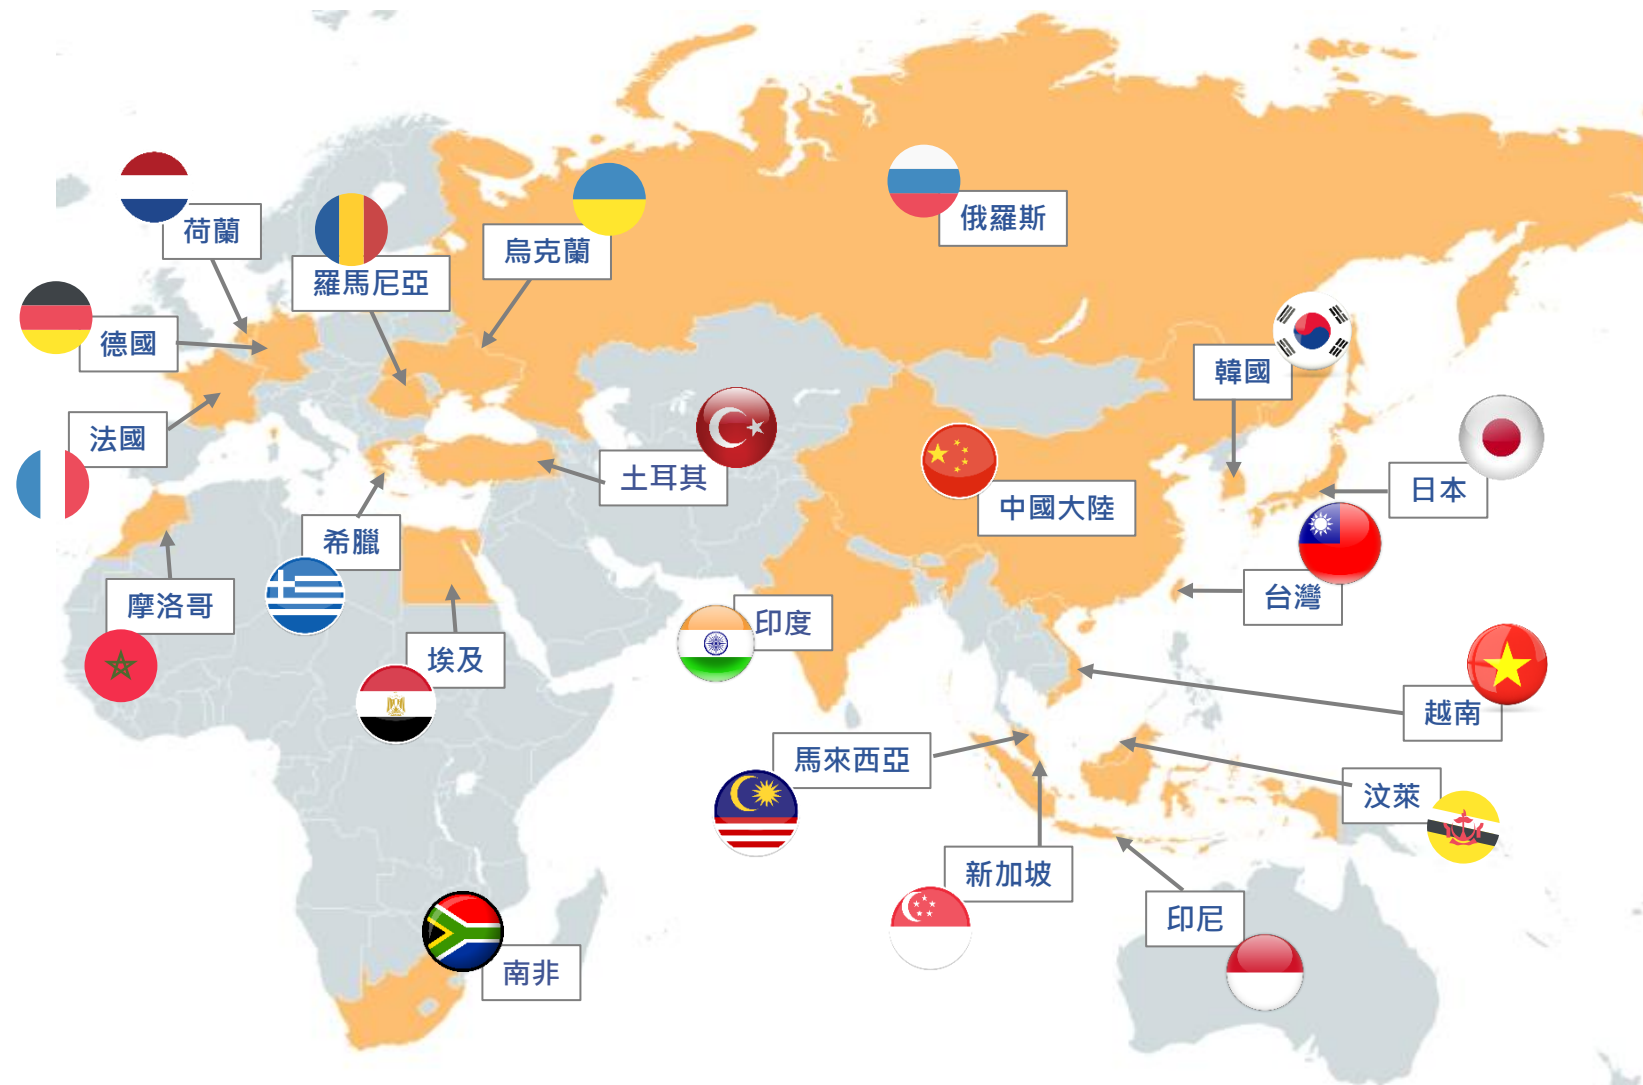 荷蘭
烏克蘭
俄羅斯
羅馬尼亞
德國
韓國
法國
土耳其
日本
中國大陸
希臘
台灣
摩洛哥
印度
埃及
越南
馬來西亞
汶萊
新加坡
印尼
南非